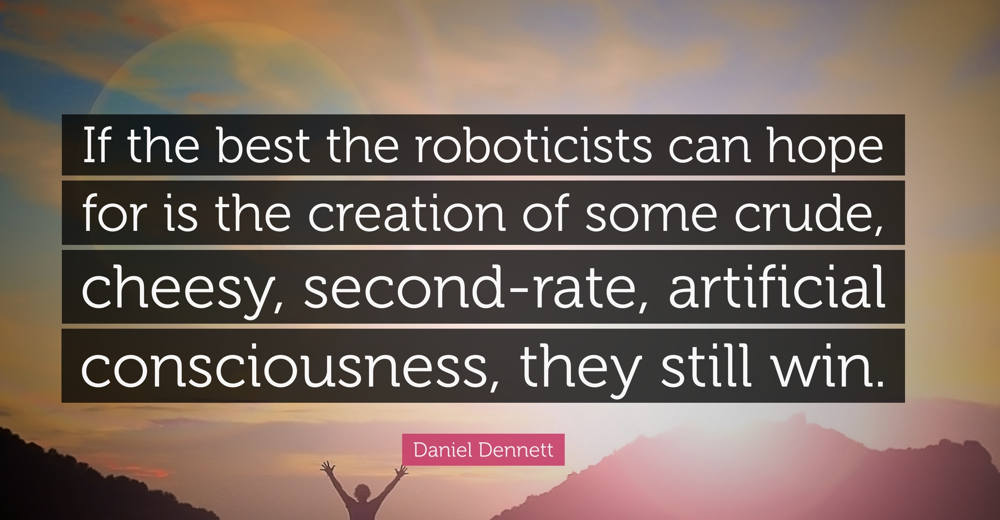 If the best the roboticists can hope
for is the creation of some crude,
cheesy, second-rate, artificial
consciousness, they still win.
Daniel Dennett